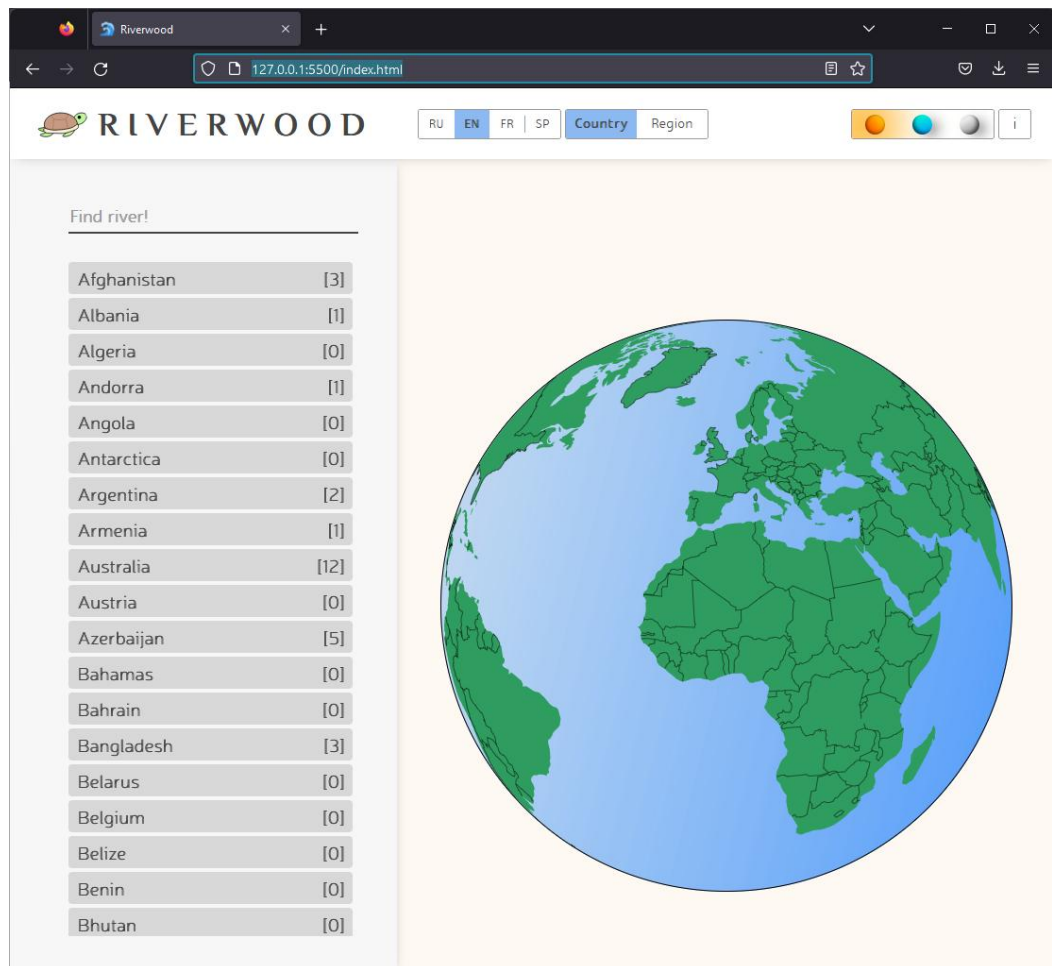 Riverwood
127.0.0.1:5500/index.html
RIVERWOOD
RU EN FR SP Country Region i
Find river!
Afghanistan [3]
Albania [1]
Algeria [0]
Andorra [1]
Angola [0]
Antarctica [0]
Argentina [2]
Armenia [1]
Australia [12]
Austria [0]
Azerbaijan [5]
Bahamas [0]
Bahrain [0]
Bangladesh [3]
Belarus [0]
Belgium [0]
Belize [0]
Benin [0]
Bhutan [0]